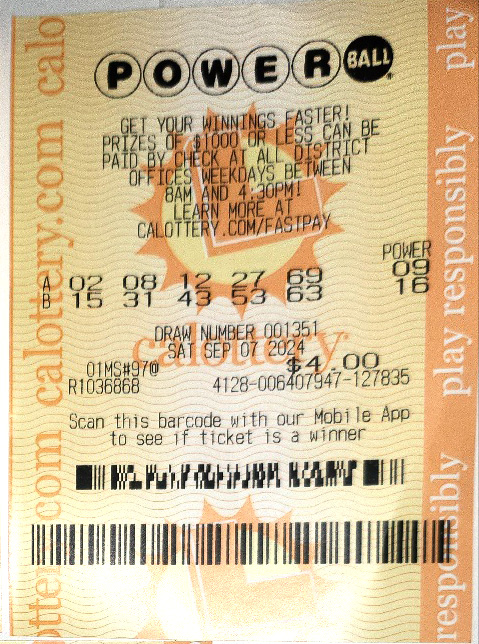 POWERBALL
GET YOUR WINNINGS FASTER!
PRIZES OF $1000 OR LESS CAN BE
PAID BY CHECK AT ALL DISTRICT
OFFICES WEEKDAYS BETWEEN
8AM AND 4:30PM!
LEARN MORE AT
CALOTTERY.COM/FASTPAY
POWER
A 02 08 12 27 69 09
B 15 31 43 53 63 16
DRAW NUMBER 001351
SAT SEP 07 2024
01MS#97@ $4.00
R1036868 4128-006407947-127835
Scan this barcode with our Mobile App
to see if ticket is a winner
calottery
ottery.com calottery.com calo
responsibly play responsibly play